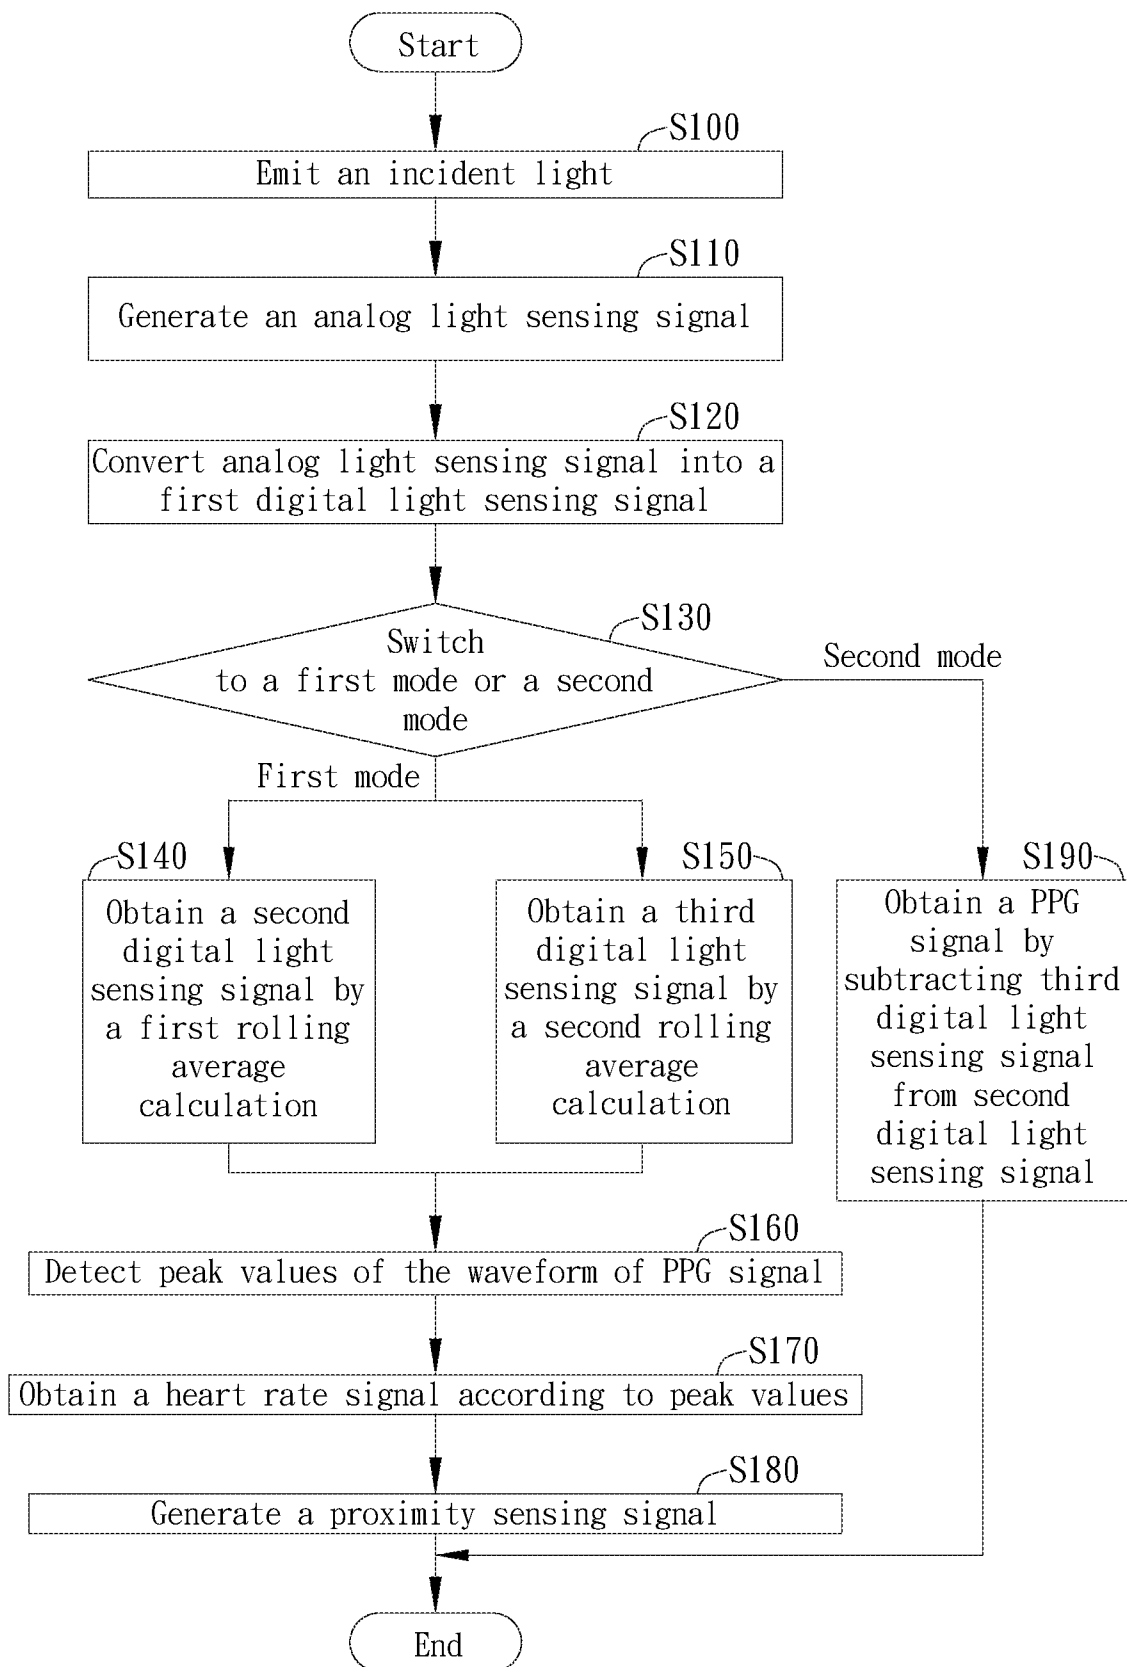 Start
S100
Emit an incident light
S110
Generate an analog light sensing signal
S120
Convert analog light sensing signal into a
first digital light sensing signal
S130
Switch
to a first mode or a second
mode
Second mode
First mode
S140
Obtain a second
digital light
sensing signal by
a first rolling
average
calculation
S150
Obtain a third
digital light
sensing signal by
a second rolling
average
calculation
S190
Obtain a PPG
signal by
subtracting third
digital light
sensing signal
from second
digital light
sensing signal
S160
Detect peak values of the waveform of PPG signal
S170
Obtain a heart rate signal according to peak values
S180
Generate a proximity sensing signal
End